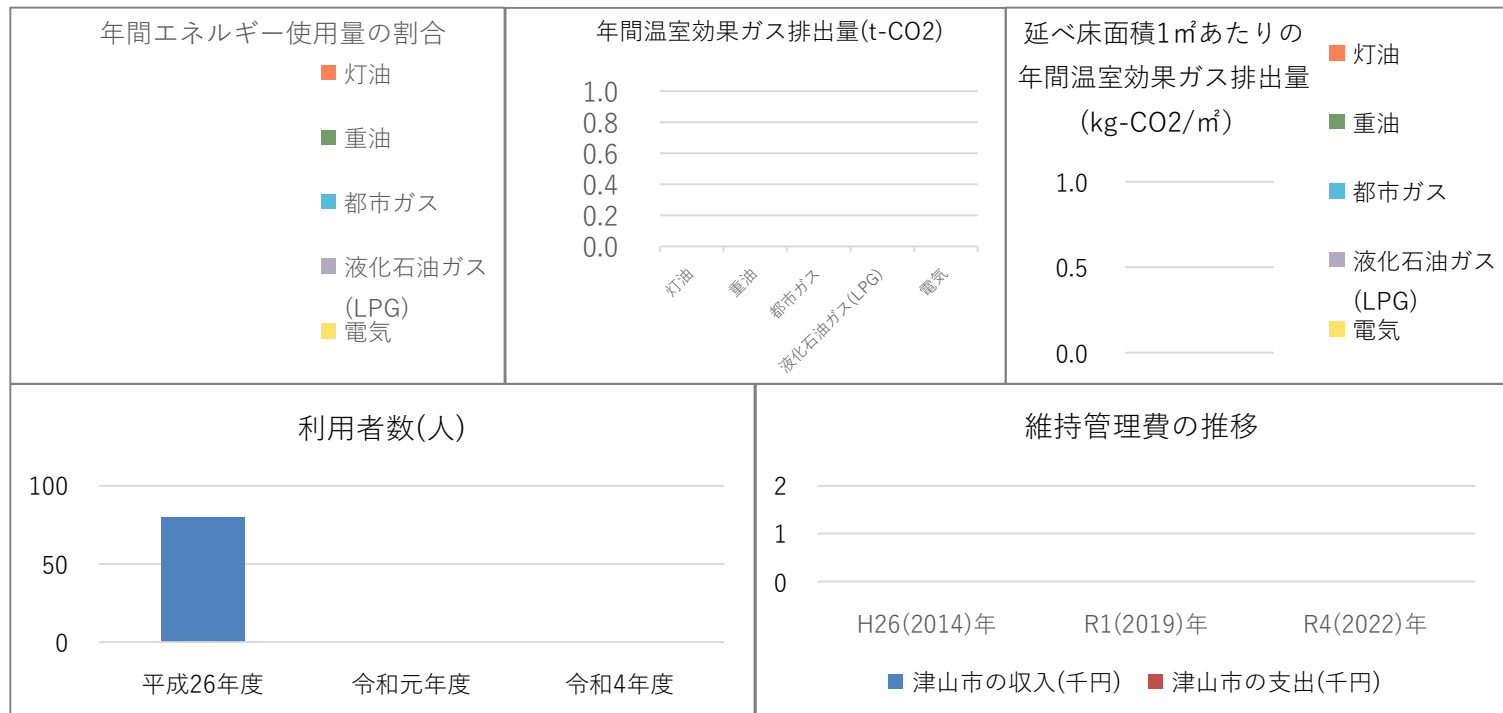 年間エネルギー使用量の割合
灯油
重油
都市ガス
液化石油ガス
(LPG)
電気
年間温室効果ガス排出量(t-CO2)
1.0
0.8
0.6
0.4
0.2
0.0
灯油
重油
都市ガス
液化石油ガス(LPG)
電気
延べ床面積1㎡あたりの
年間温室効果ガス排出量
(kg-CO2/㎡)
1.0
0.5
0.0
灯油
重油
都市ガス
液化石油ガス
(LPG)
電気
利用者数(人)
100
50
0
平成26年度 令和元年度 令和4年度
維持管理費の推移
2
1
0
H26(2014)年 R1(2019)年 R4(2022)年
津山市の収入(千円) 津山市の支出(千円)